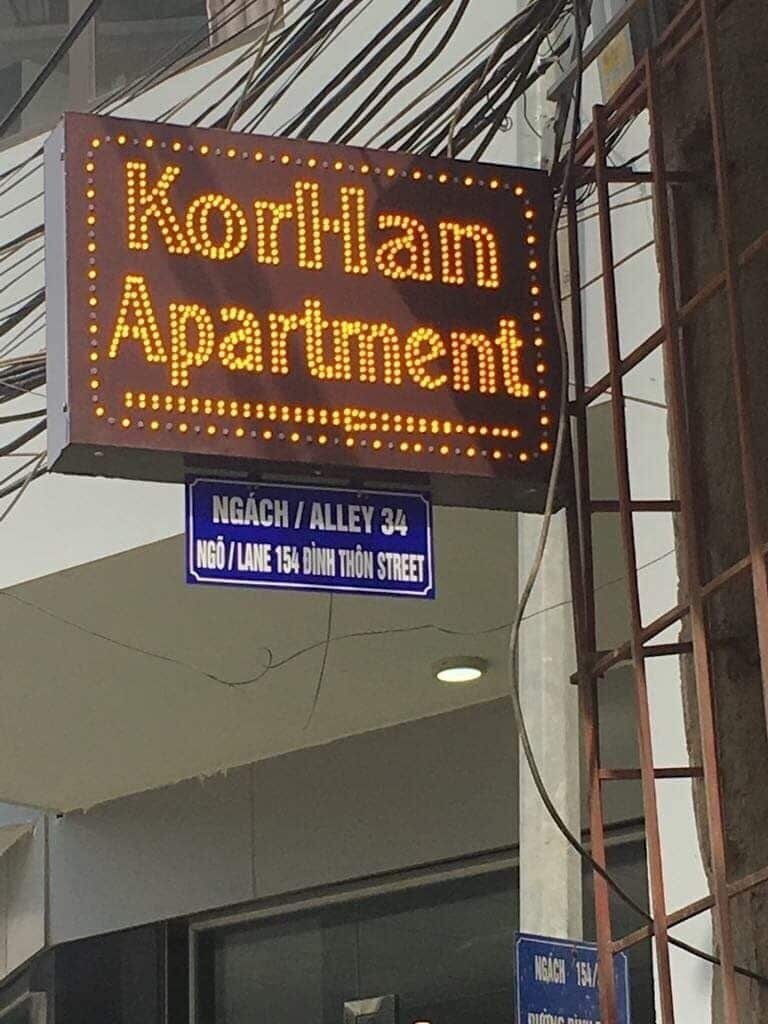 KorHan
Apartment
NGÁCH / ALLEY 34
NGÕ / LANE 154 ĐÌNH THÔN STREET
NGÁCH 154/